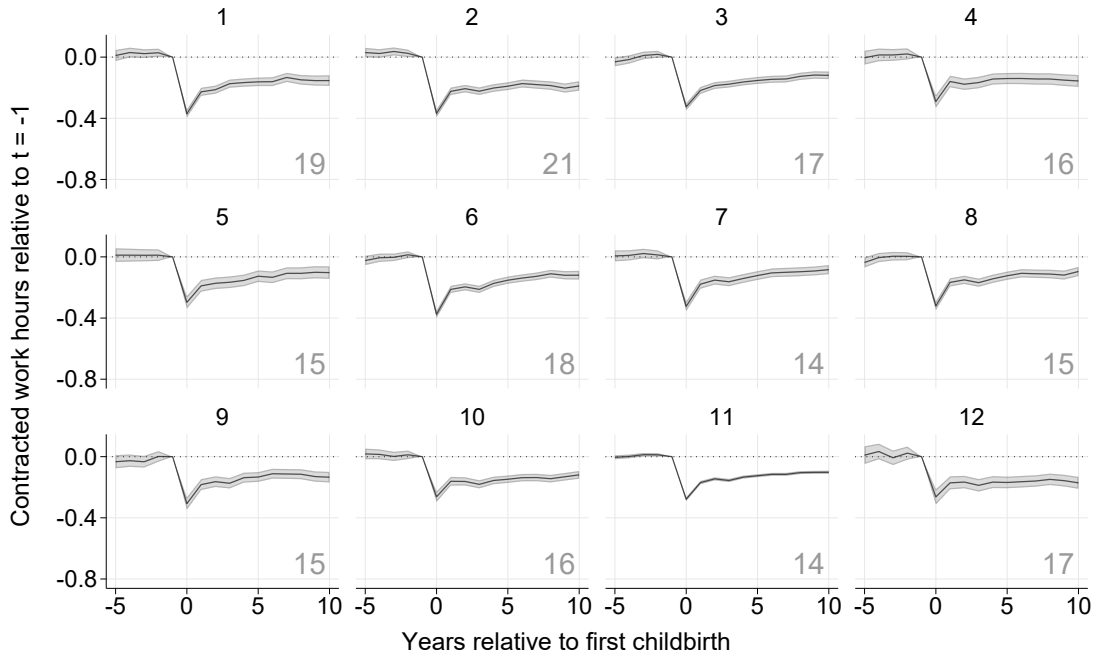 1 2 3 4
0.0
-0.4
-0.8
19 21 17 16
5 6 7 8
0.0
-0.4
-0.8
15 18 14 15
9 10 11 12
0.0
-0.4
-0.8
15 16 14 17
-5 0 5 10 -5 0 5 10 -5 0 5 10 -5 0 5 10
Years relative to first childbirth
Contracted work hours relative to t = -1